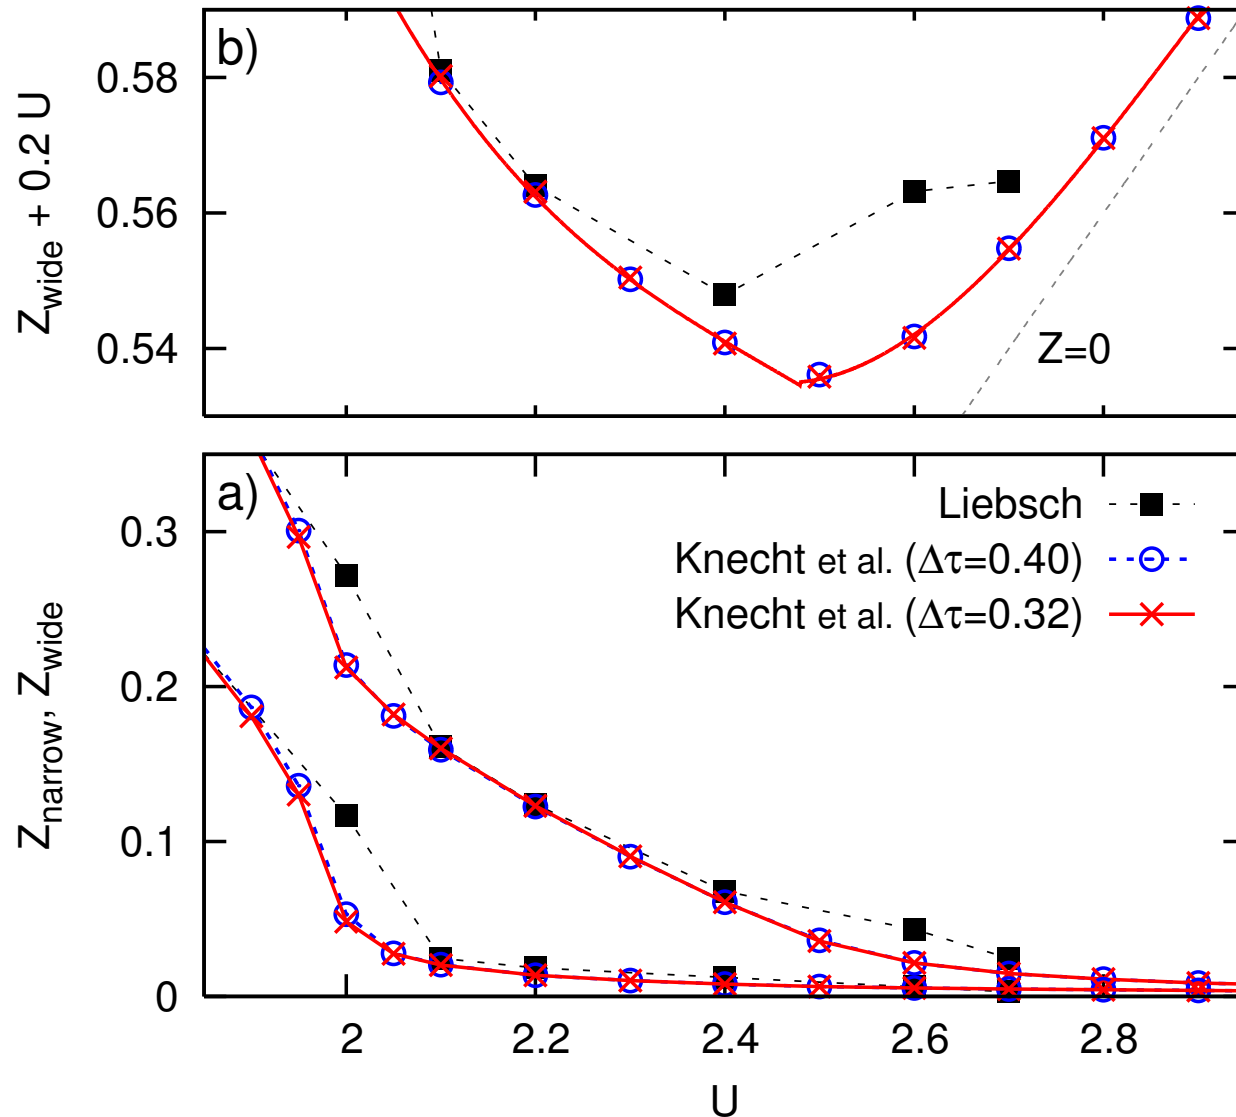 b)
Z_wide + 0.2 U
0.58
0.56
0.54
Z=0
a)
Liebsch
Knecht et al. (Δτ=0.40)
Knecht et al. (Δτ=0.32)
Z_narrow, Z_wide
0.3
0.2
0.1
0
2 2.2 2.4 2.6 2.8
U